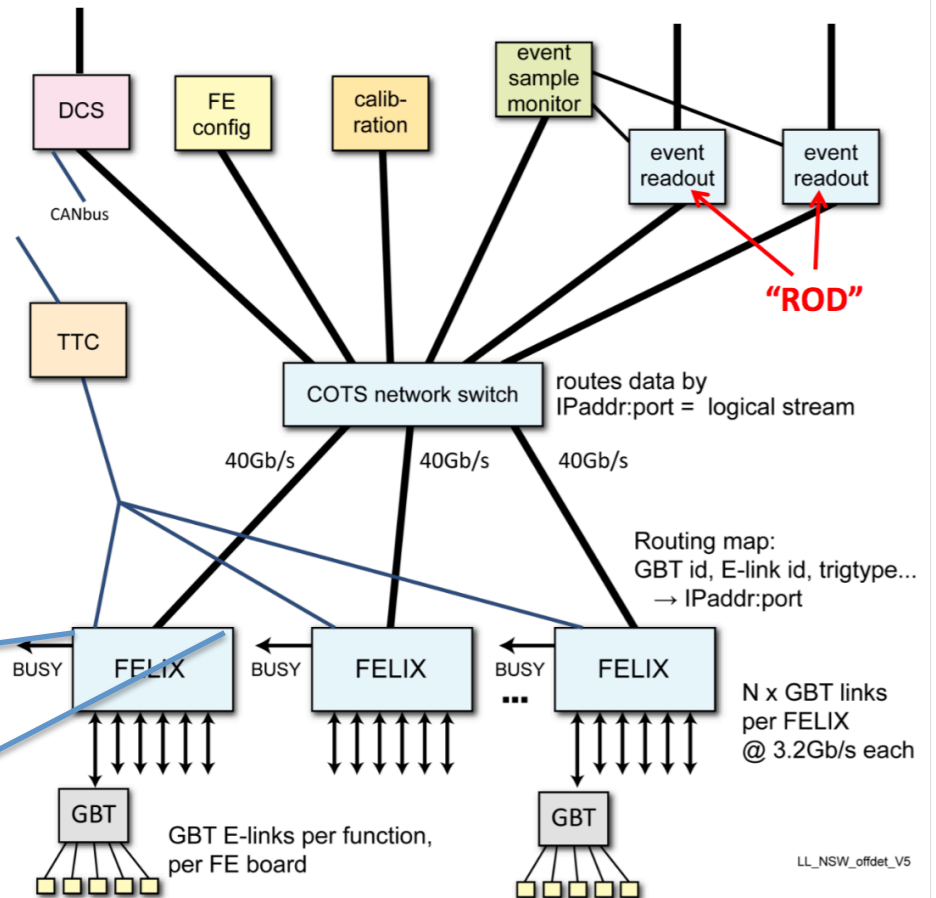 event
sample
monitor
DCS
FE
config
calib-
ration
event
readout
event
readout
CANbus
"ROD"
TTC
COTS network switch
routes data by
IPaddr:port = logical stream
40Gb/s
40Gb/s
40Gb/s
Routing map:
GBT id, E-link id, trigtype...
→ IPaddr:port
BUSY
FELIX
BUSY
FELIX
BUSY
...
FELIX
N x GBT links
per FELIX
@ 3.2Gb/s each
GBT
GBT E-links per function,
per FE board
GBT
LL_NSW_offdet_V5